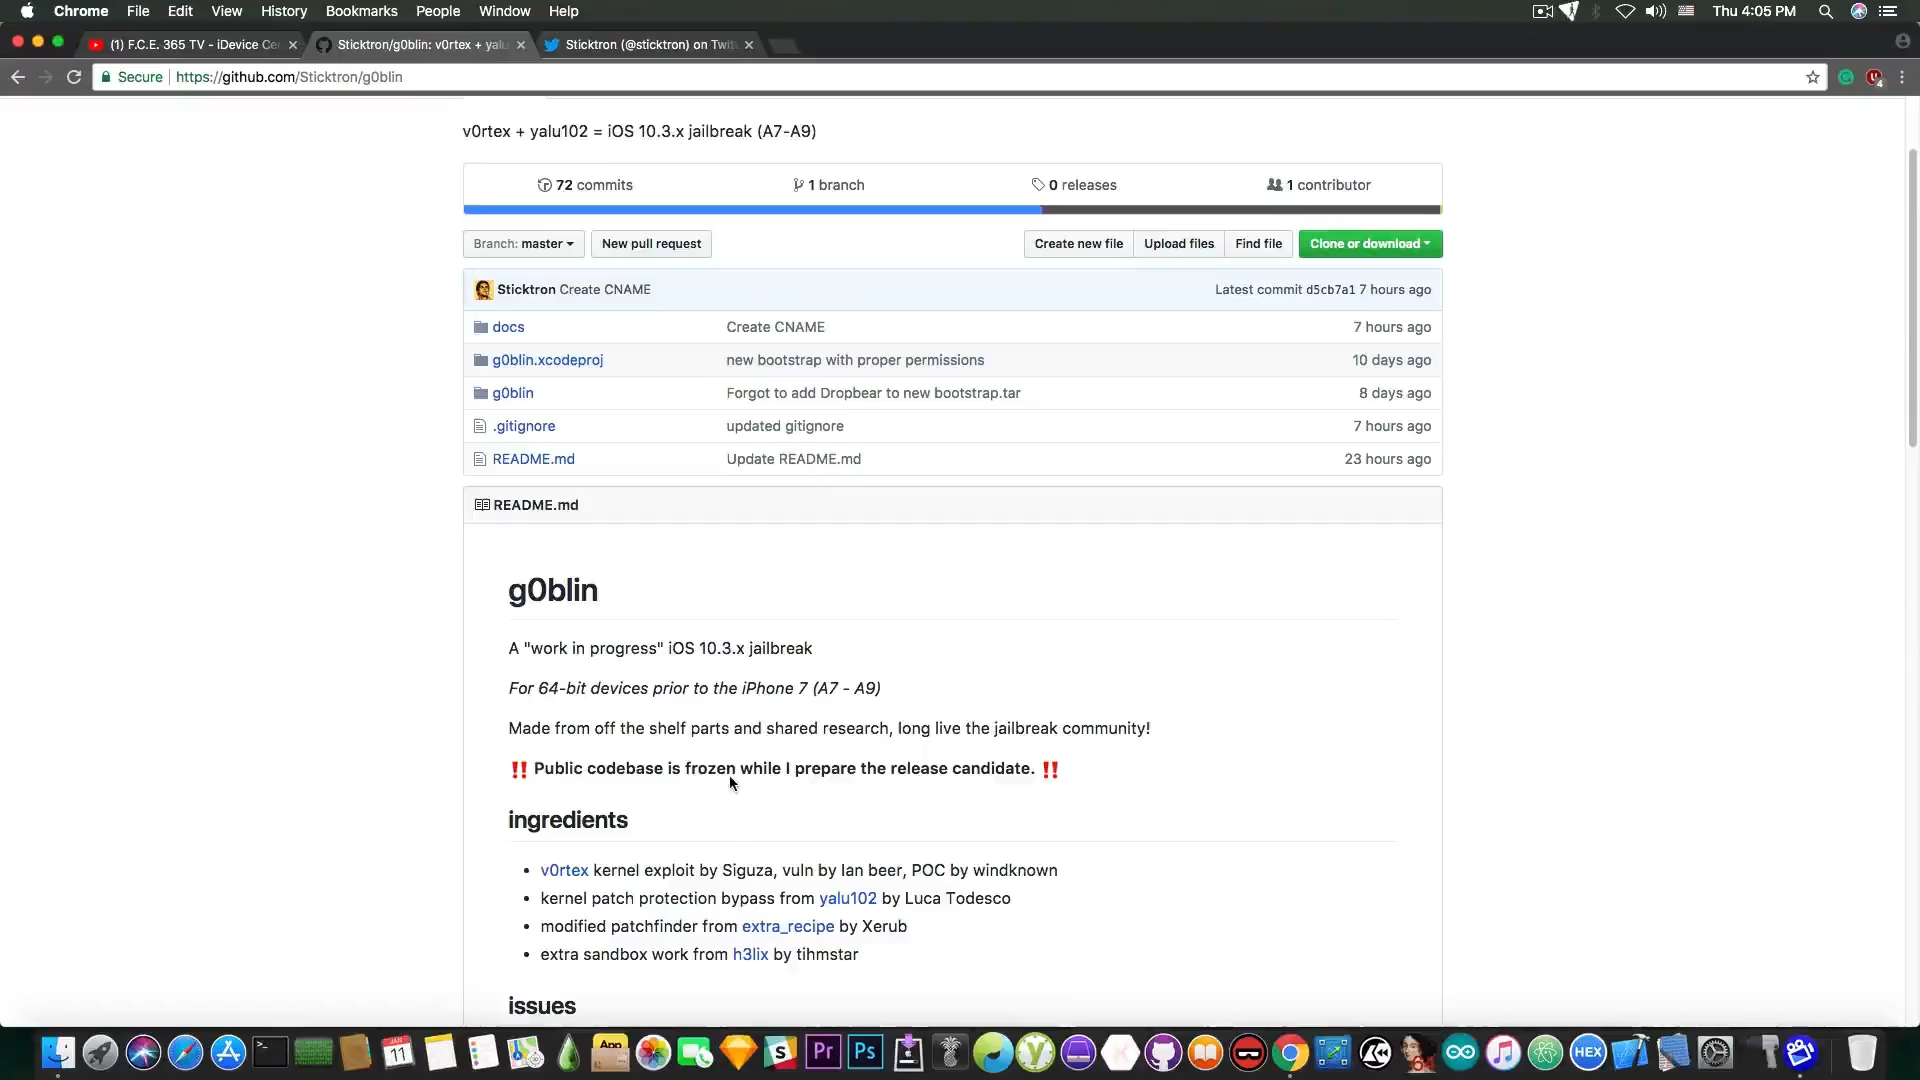 Chrome File Edit View History Bookmarks People Window Help Thu 4:05 PM
(1) F.C.E. 365 TV - iDevice Ce Sticktron/g0blin: v0rtex + yalu Sticktron (@sticktron) on Twit
Secure https://github.com/Sticktron/g0blin 4
v0rtex + yalu102 = iOS 10.3.x jailbreak (A7-A9)
72 commits 1 branch 0 releases 1 contributor
Branch: master New pull request Create new file Upload files Find file Clone or download
Sticktron Create CNAME Latest commit d5cb7a1 7 hours ago
docs Create CNAME 7 hours ago
g0blin.xcodeproj new bootstrap with proper permissions 10 days ago
g0blin Forgot to add Dropbear to new bootstrap.tar 8 days ago
.gitignore updated gitignore 7 hours ago
README.md Update README.md 23 hours ago
README.md
g0blin
A "work in progress" iOS 10.3.x jailbreak
For 64-bit devices prior to the iPhone 7 (A7 - A9)
Made from off the shelf parts and shared research, long live the jailbreak community!
‼️ Public codebase is frozen while I prepare the release candidate. ‼️
ingredients
• v0rtex kernel exploit by Siguza, vuln by Ian beer, POC by windknown
• kernel patch protection bypass from yalu102 by Luca Todesco
• modified patchfinder from extra_recipe by Xerub
• extra sandbox work from h3lix by tihmstar
issues
JAN 11 App Pr Ps 64 HEX